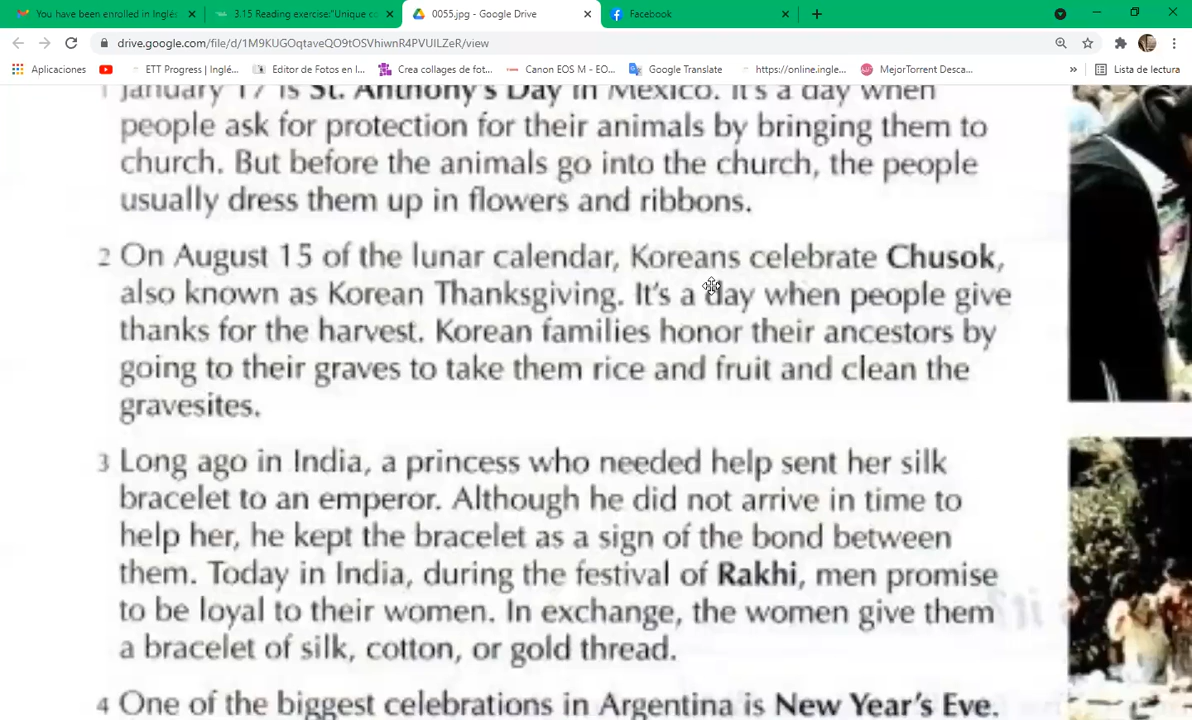 You have been enrolled in Inglés
3.15 Reading exercise:"Unique co
0055.jpg - Google Drive
Facebook
drive.google.com/file/d/1M9KUGOqtaveQO9tOSVhiwnR4PVUILZeR/view
Aplicaciones
ETT Progress | Inglé...
Editor de Fotos en l...
Crea collages de fot...
Canon EOS M - EO...
Google Translate
https://online.ingle...
MejorTorrent Desca...
»
Lista de lectura
1 January 17 is St. Anthony's Day in Mexico. It's a day when
people ask for protection for their animals by bringing them to
church. But before the animals go into the church, the people
usually dress them up in flowers and ribbons.
2 On August 15 of the lunar calendar, Koreans celebrate Chusok,
also known as Korean Thanksgiving. It's a day when people give
thanks for the harvest. Korean families honor their ancestors by
going to their graves to take them rice and fruit and clean the
gravesites.
3 Long ago in India, a princess who needed help sent her silk
bracelet to an emperor. Although he did not arrive in time to
help her, he kept the bracelet as a sign of the bond between
them. Today in India, during the festival of Rakhi, men promise
to be loyal to their women. In exchange, the women give them
a bracelet of silk, cotton, or gold thread.
4 One of the biggest celebrations in Argentina is New Year's Eve.